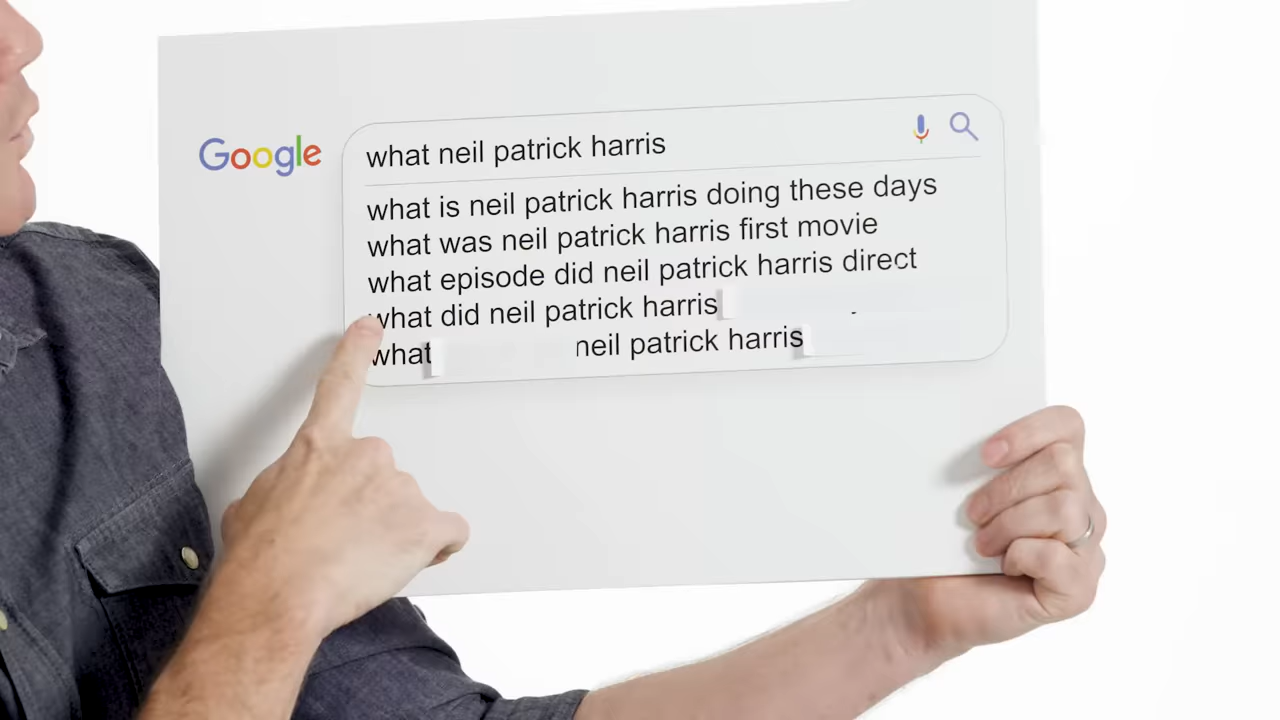 Google
what neil patrick harris
what is neil patrick harris doing these days
what was neil patrick harris first movie
what episode did neil patrick harris direct
what did neil patrick harris
what neil patrick harris